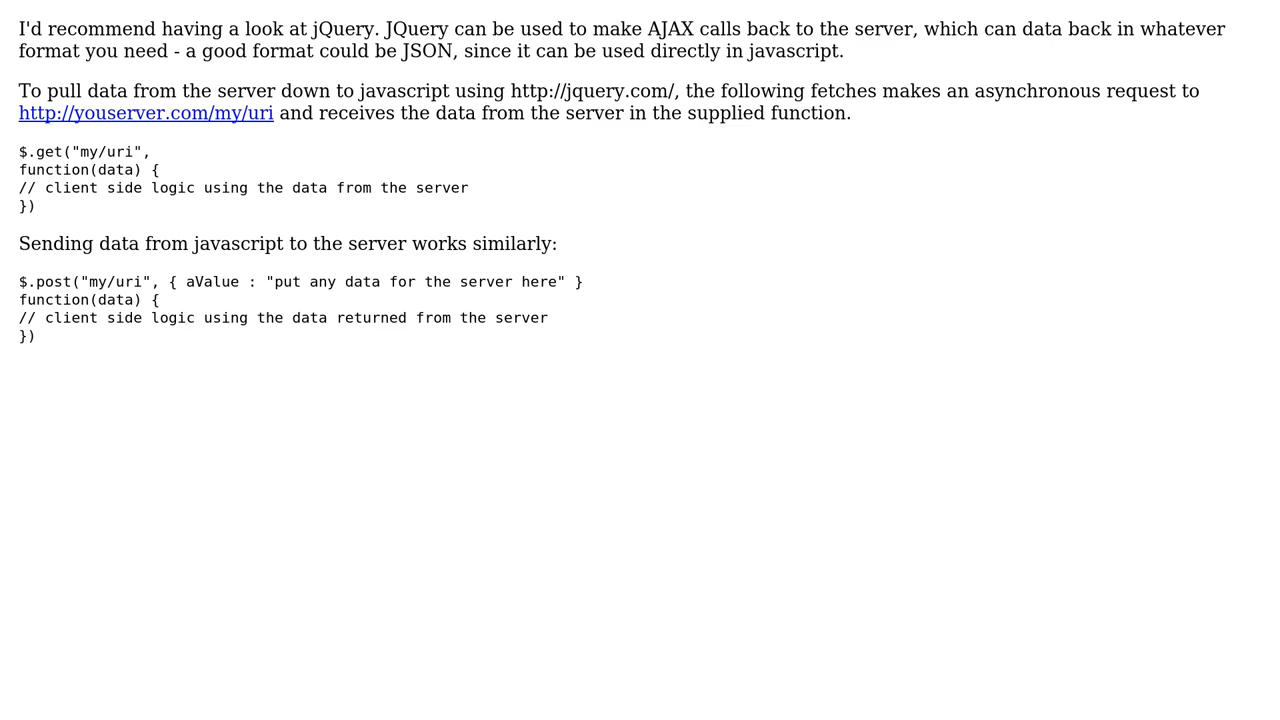 I'd recommend having a look at jQuery. JQuery can be used to make AJAX calls back to the server, which can data back in whatever
format you need - a good format could be JSON, since it can be used directly in javascript.
To pull data from the server down to javascript using http://jquery.com/, the following fetches makes an asynchronous request to
http://youserver.com/my/uri and receives the data from the server in the supplied function.
$.get("my/uri",
function(data) {
// client side logic using the data from the server
})
Sending data from javascript to the server works similarly:
$.post("my/uri", { aValue : "put any data for the server here" }
function(data) {
// client side logic using the data returned from the server
})